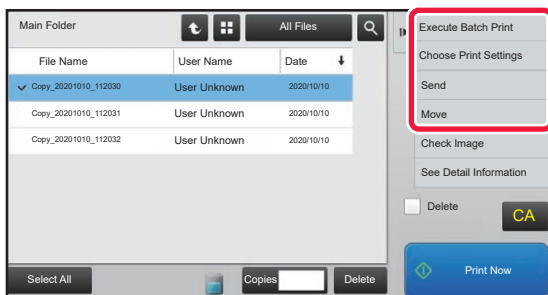 Main Folder
All Files
File Name
User Name
Date
Copy_20201010_112030
User Unknown
2020/10/10
Copy_20201010_112031
User Unknown
2020/10/10
Copy_20201010_112032
User Unknown
2020/10/10
Select All
Copies
Delete
Execute Batch Print
Choose Print Settings
Send
Move
Check Image
See Detail Information
Delete
CA
Print Now